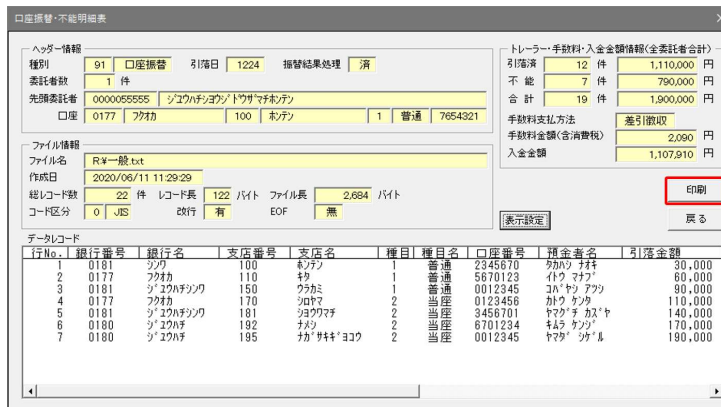 口座振替・不能明細表
ヘッダー情報
種別 91 口座振替 引落日 1224 振替結果処理 済
委託者数 1 件
先頭委託者 0000055555 ｼﾞﾕｳﾊﾁｼﾖｳｼﾞ ﾄﾞｳｻﾞﾏﾁﾎﾝﾃﾝ
口座 0177 ﾌｸｵｶ 100 ﾎﾝﾃﾝ 1 普通 7654321
トレーラー・手数料・入金金額情報(全委託者合計)
引落済 12 件 1,110,000 円
不 能 7 件 790,000 円
合 計 19 件 1,900,000 円
手数料支払方法 差引徴収
手数料金額(含消費税) 2,090 円
入金金額 1,107,910 円
ファイル情報
ファイル名 R¥一般.txt
作成日 2020/06/11 11:29:29
総レコード数 22 件 レコード長 122 バイト ファイル長 2,684 バイト
コード区分 0 JIS 改行 有 EOF 無
印刷
表示設定
戻る
データレコード
行No. 銀行番号 銀行名 支店番号 支店名 種目 種目名 口座番号 預金者名 引落金額
1 0181 ｼﾝﾜ 100 ﾎﾝﾃﾝ 1 普通 2345670 ﾀｶﾊｼ ﾅｵｷ 30,000
2 0177 ﾌｸｵｶ 110 ｷﾀ 1 普通 5670123 ｲﾄｳ ﾏﾅﾌﾞ 60,000
3 0181 ｼﾞﾕｳﾊﾁｼﾝﾜ 150 ｳﾗｶﾐ 1 普通 0012345 ｺﾊﾞﾔｼ ｱﾂｼ 90,000
4 0177 ﾌｸｵｶ 170 ｼﾛﾔﾏ 2 当座 0123456 ｶﾄｳ ｹﾝﾀ 110,000
5 0181 ｼﾞﾕｳﾊﾁｼﾝﾜ 181 ｼﾖｳﾜﾏﾁ 2 当座 3456701 ﾔﾏｸﾞﾁ ｶｽﾞﾔ 140,000
6 0180 ｼﾞﾕｳﾊﾁ 192 ﾅﾒｼ 2 当座 6701234 ｷﾑﾗ ｹﾝｼﾞ 170,000
7 0180 ｼﾞﾕｳﾊﾁ 195 ﾅｶﾞｻｷｷﾞﾖｺｳ 2 当座 0012345 ﾔﾏﾀﾞ ｼｹﾞﾙ 190,000